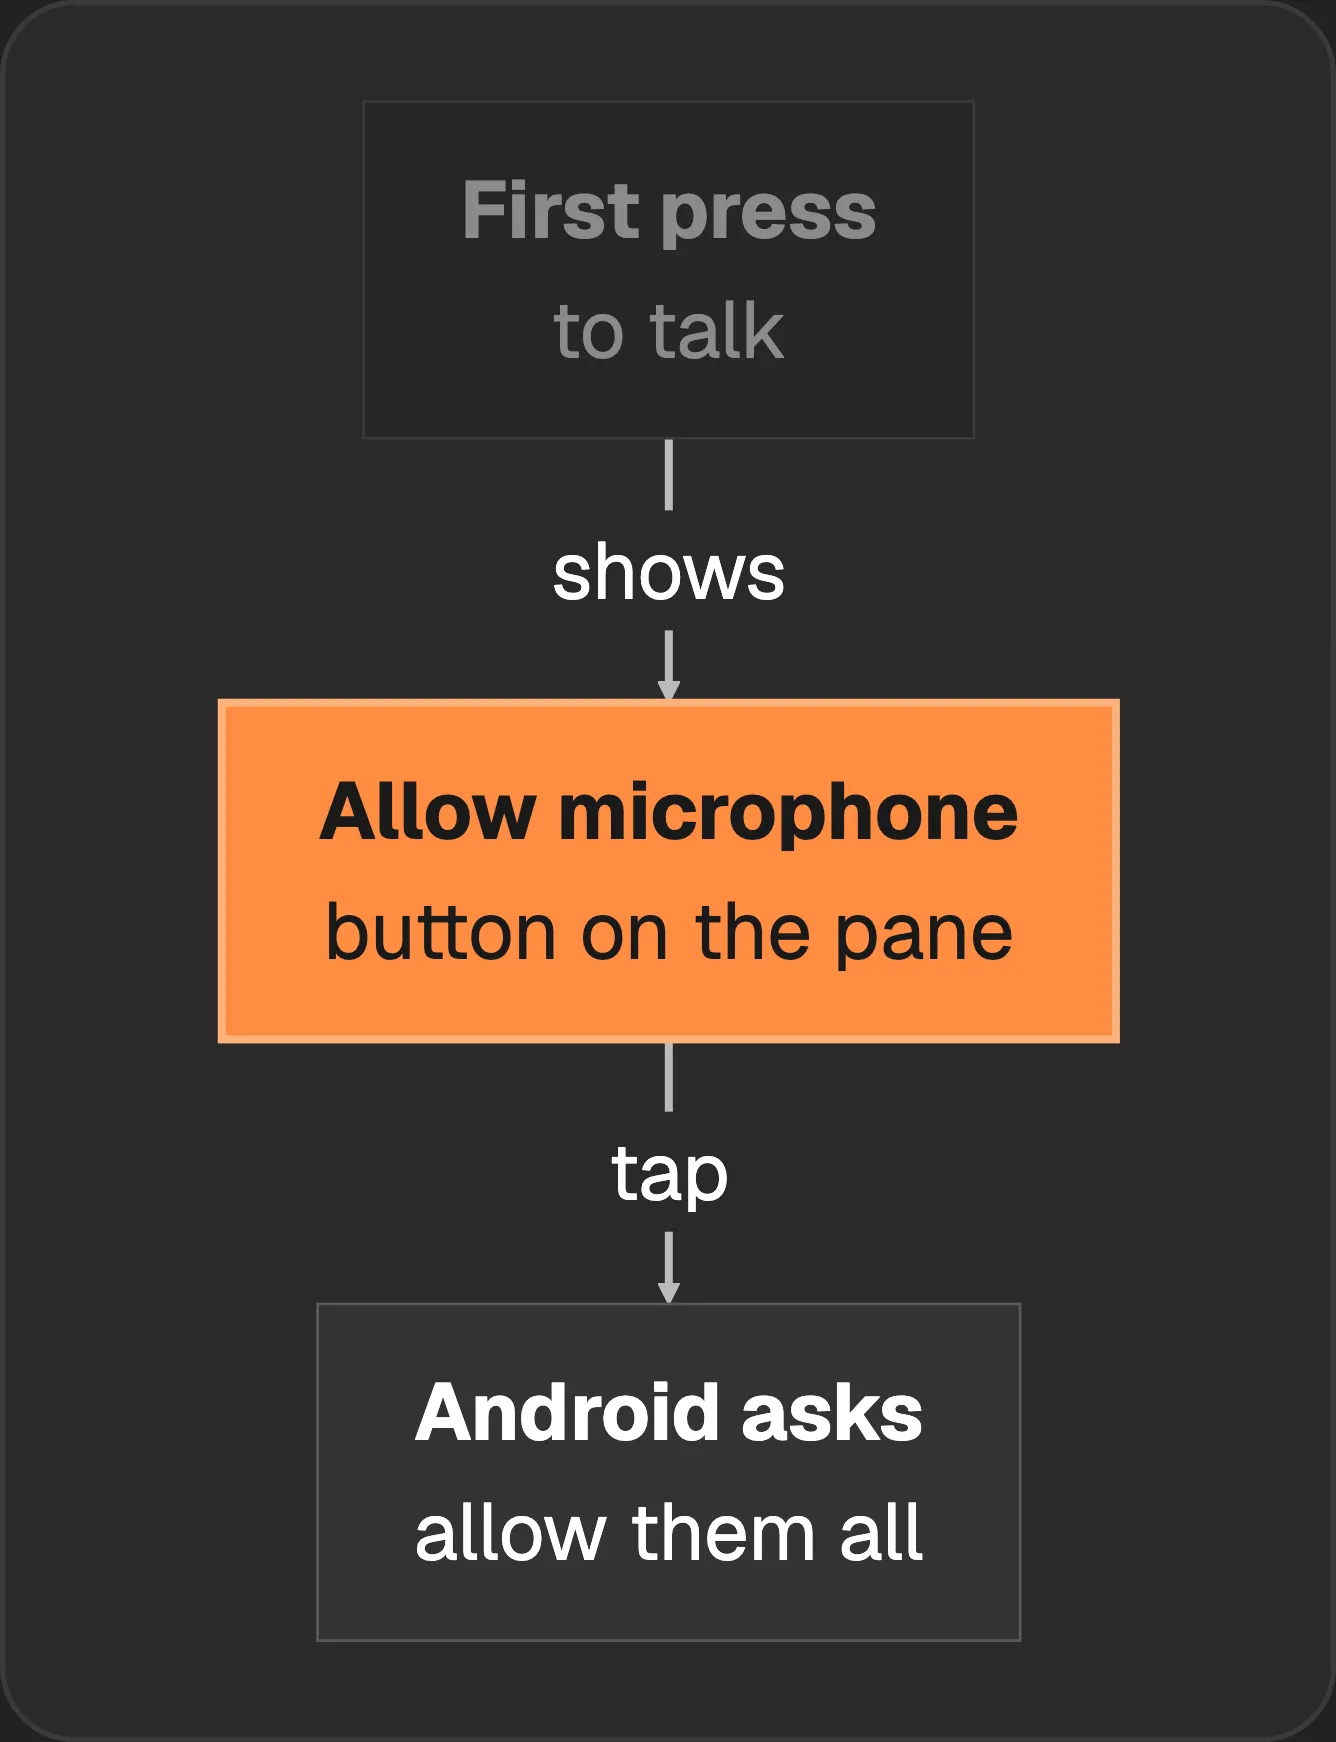 First press
to talk
shows
Allow microphone
button on the pane
tap
Android asks
allow them all